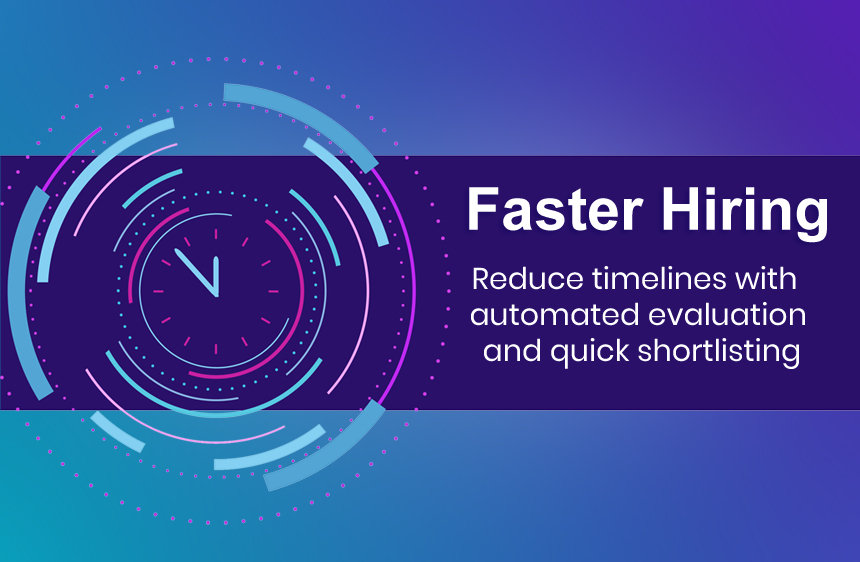 Faster Hiring
Reduce timelines with
automated evaluation
and quick shortlisting